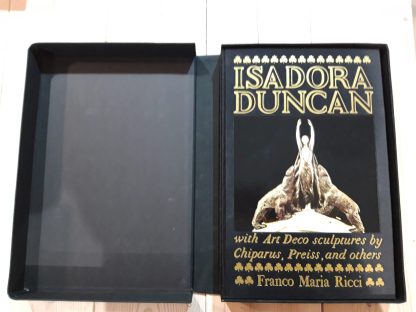 ISADORA
DUNCAN
with Art Deco sculptures by
Chiparus, Preiss, and others
Franco Maria Ricci